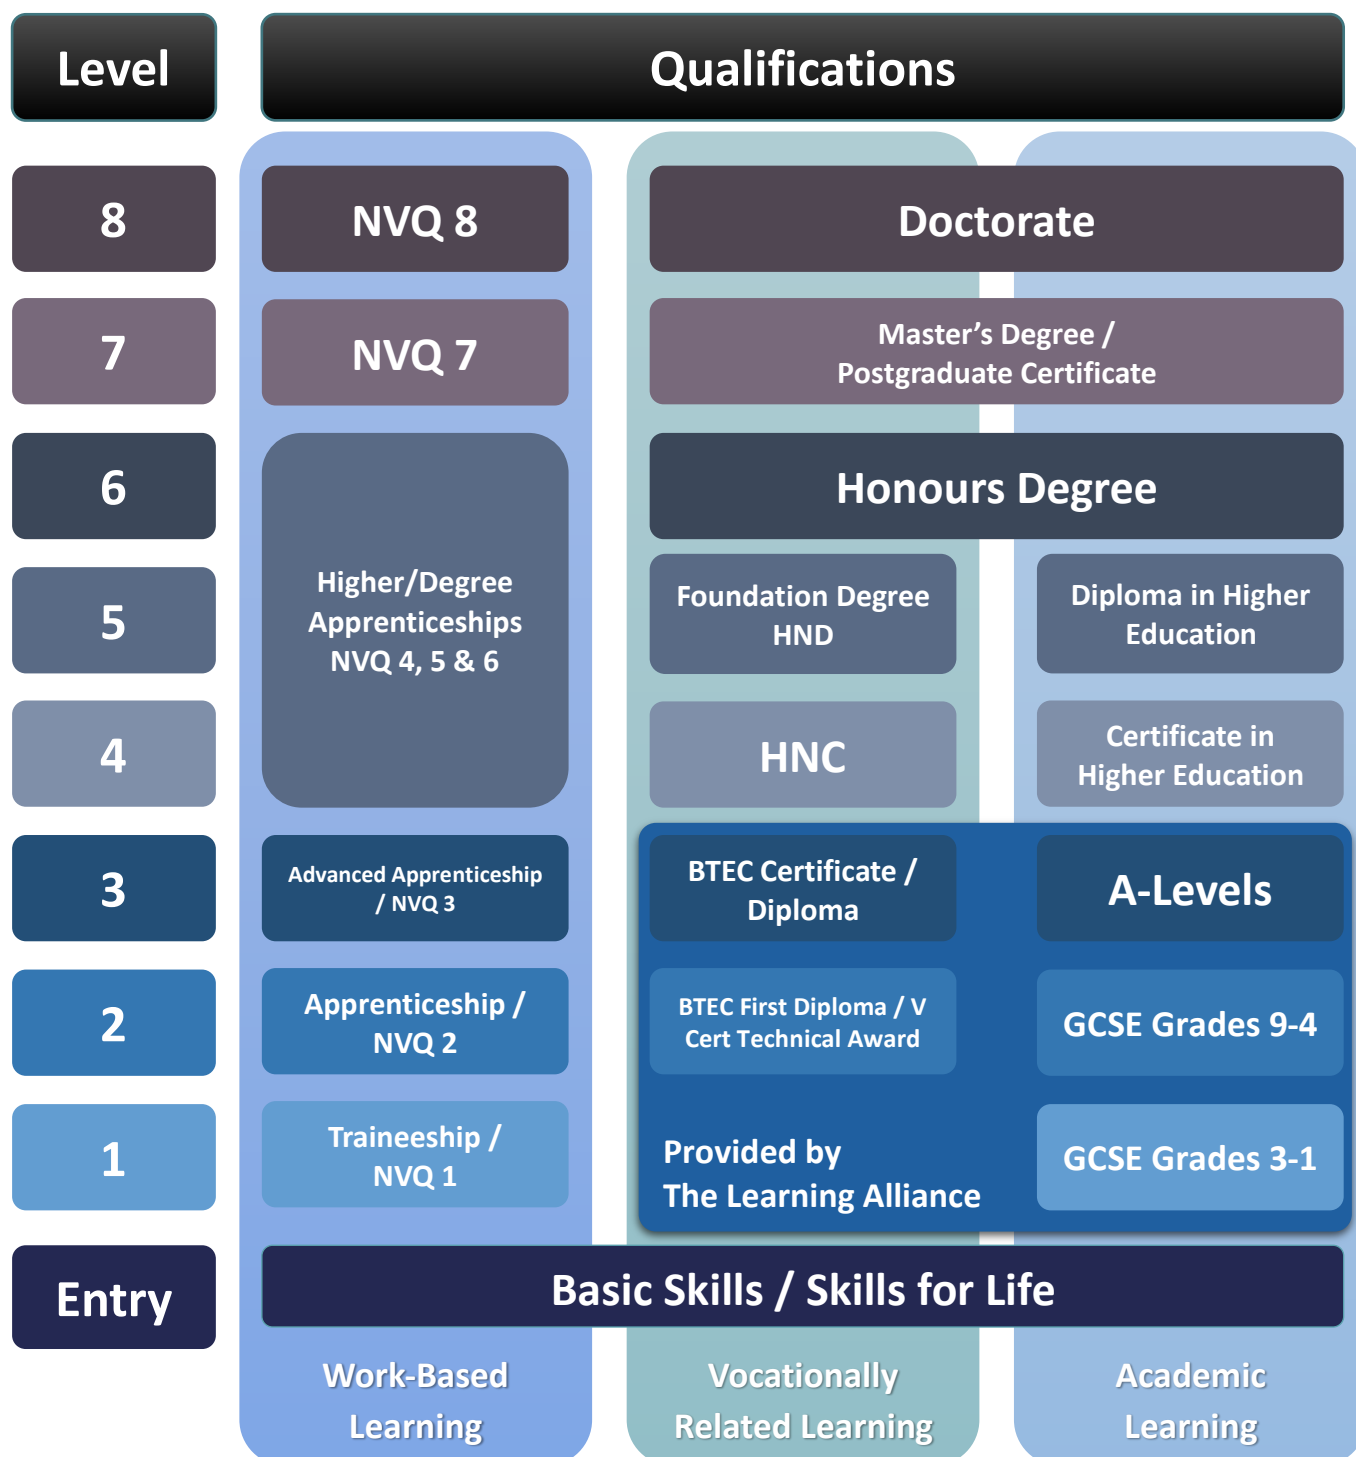 Level
Qualifications
8
NVQ 8
Doctorate
7
NVQ 7
Master’s Degree /
Postgraduate Certificate
6
Honours Degree
Higher/Degree
Apprenticeships
NVQ 4, 5 & 6
5
Foundation Degree
HND
Diploma in Higher
Education
4
HNC
Certificate in
Higher Education
3
Advanced Apprenticeship
/ NVQ 3
BTEC Certificate /
Diploma
A-Levels
2
Apprenticeship /
NVQ 2
BTEC First Diploma / V
Cert Technical Award
GCSE Grades 9-4
1
Traineeship /
NVQ 1
Provided by
The Learning Alliance
GCSE Grades 3-1
Entry
Basic Skills / Skills for Life
Work-Based
Learning
Vocationally
Related Learning
Academic
Learning